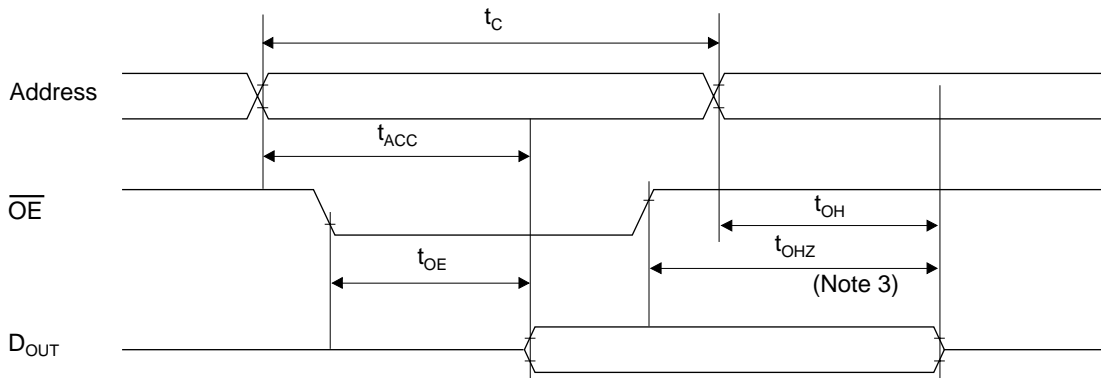 tC
Address
tACC
OE
tOH
tOE
tOHZ
(Note 3)
DOUT